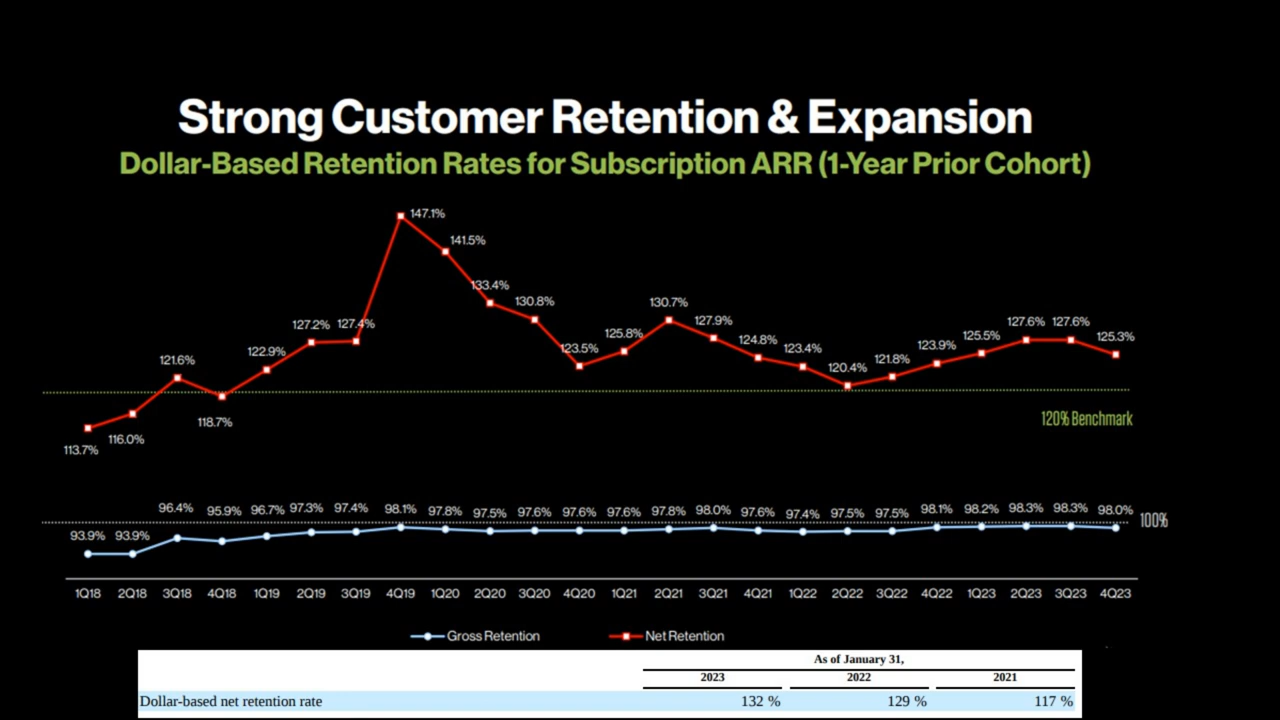 Strong Customer Retention & Expansion
Dollar-Based Retention Rates for Subscription ARR (1-Year Prior Cohort)
113.7% 116.0% 121.6% 118.7% 122.9% 127.2% 127.4% 147.1% 141.5% 133.4% 130.8% 123.5% 125.8% 130.7% 127.9% 124.8% 123.4% 120.4% 121.8% 123.9% 125.5% 127.6% 127.6% 125.3%
120% Benchmark
93.9% 93.9% 96.4% 95.9% 96.7% 97.3% 97.4% 98.1% 97.8% 97.5% 97.6% 97.6% 97.6% 97.8% 98.0% 97.6% 97.4% 97.5% 97.5% 98.1% 98.2% 98.3% 98.3% 98.0%
100%
1Q18 2Q18 3Q18 4Q18 1Q19 2Q19 3Q19 4Q19 1Q20 2Q20 3Q20 4Q20 1Q21 2Q21 3Q21 4Q21 1Q22 2Q22 3Q22 4Q22 1Q23 2Q23 3Q23 4Q23
Gross Retention Net Retention
As of January 31,
2023 2022 2021
Dollar-based net retention rate 132 % 129 % 117 %